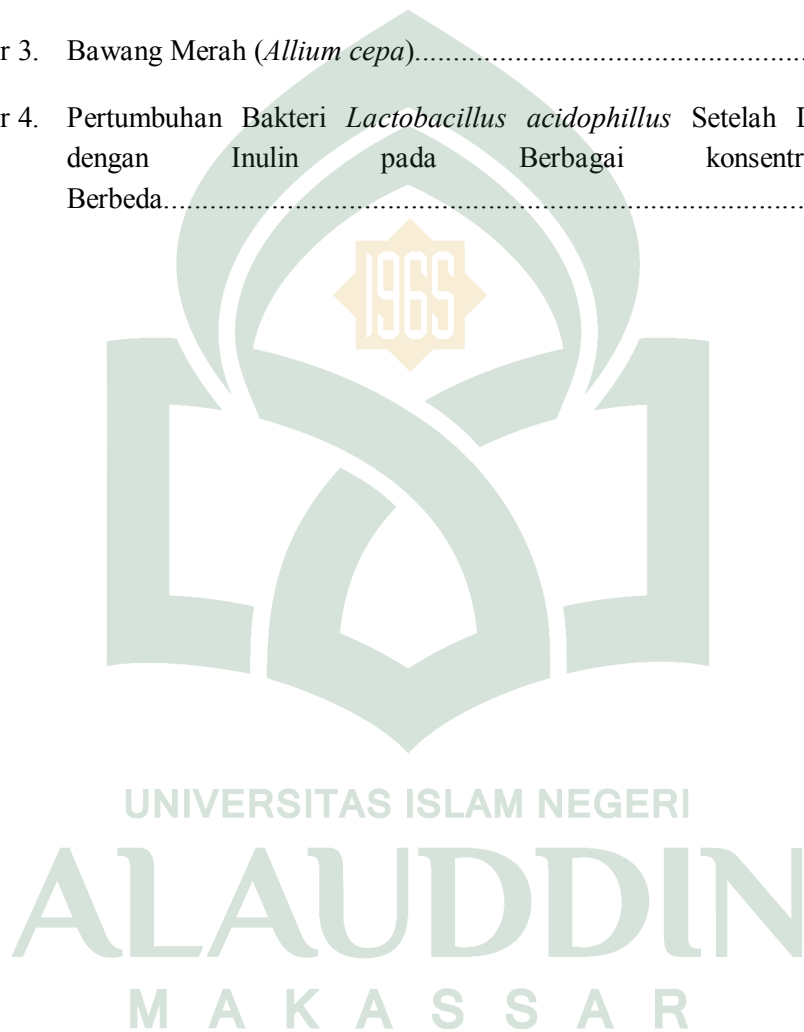 r 3. Bawang Merah (Allium cepa)..........................................................
r 4. Pertumbuhan Bakteri Lactobacillus acidophillus Setelah
dengan Inulin pada Berbagai konsentr
Berbeda....................................................................................
1965
UNIVERSITAS ISLAM NEGERI
ALAUDDIN
MAKASSAR